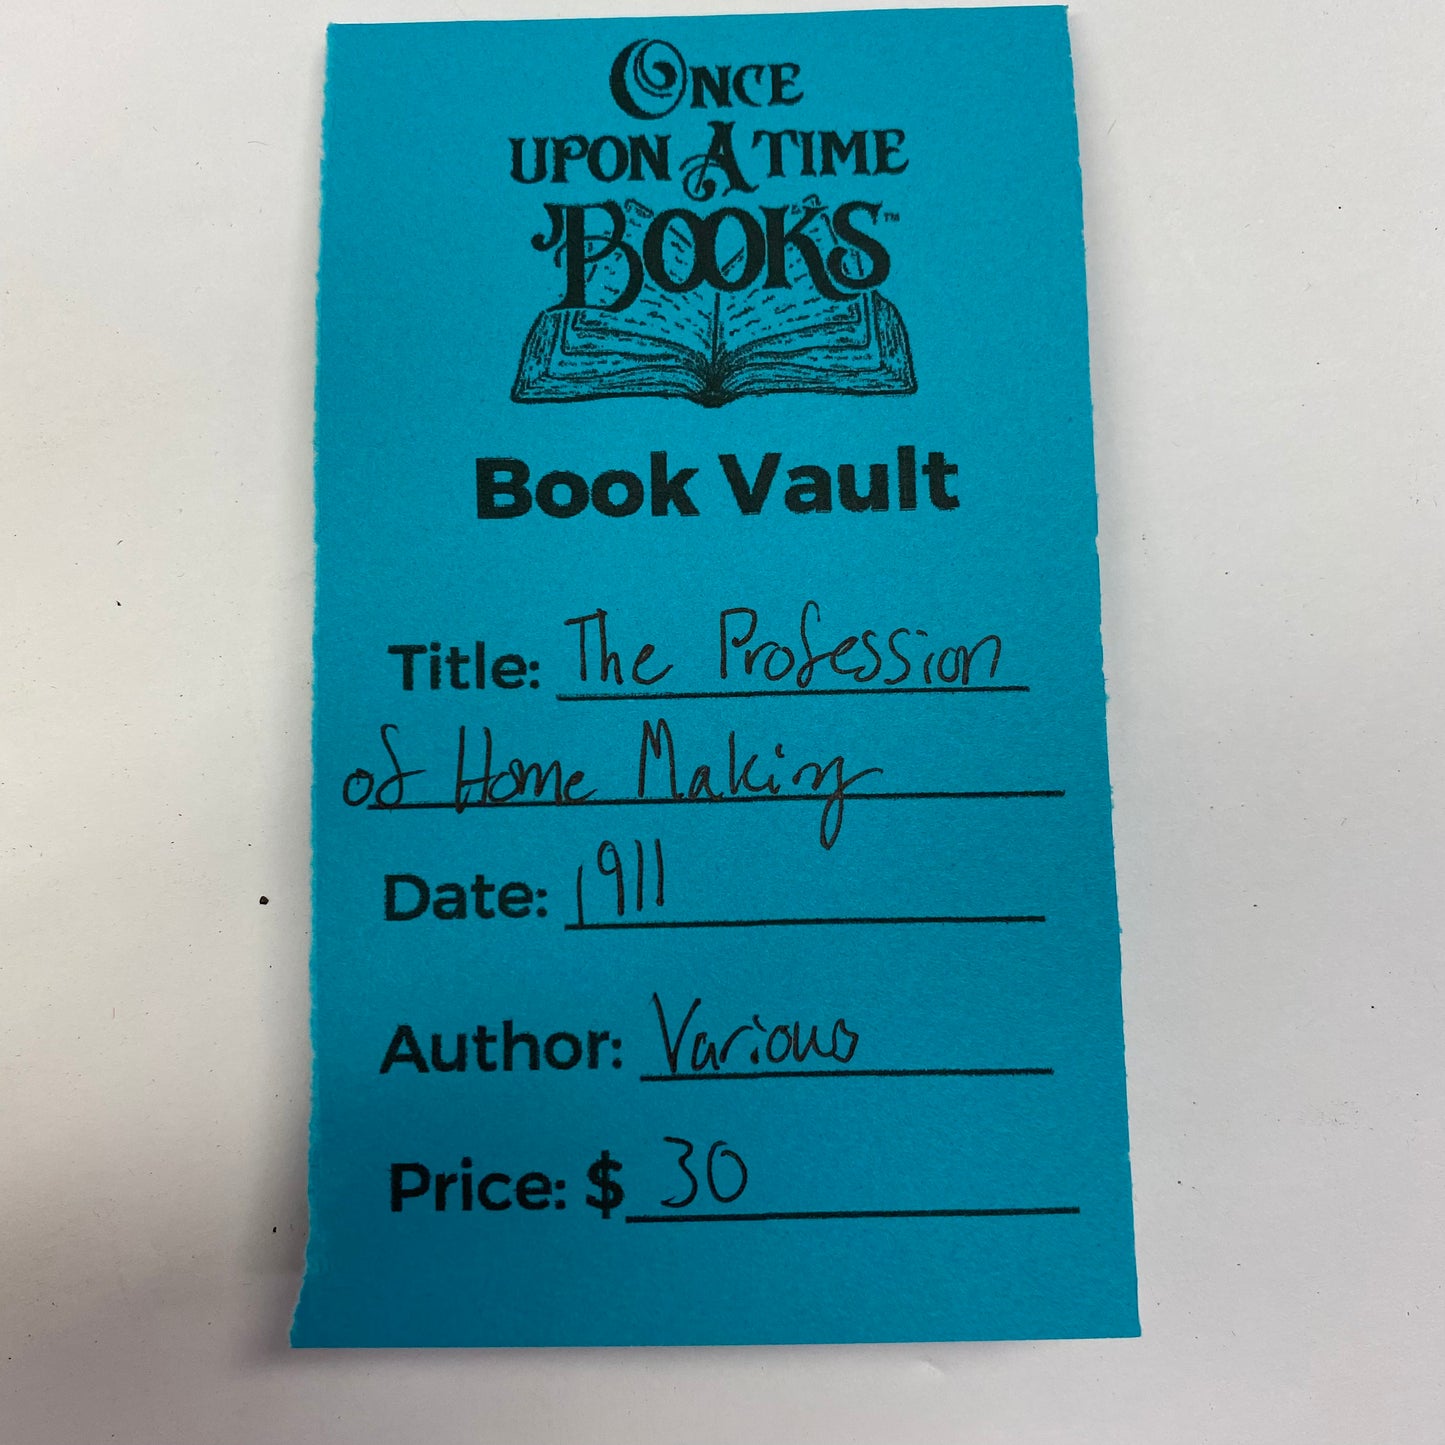 ONCE
UPON A TIME
BOOKS™
Book Vault
Title: The Profession
of Home Making
Date: 1911
Author: Various
Price: $ 30